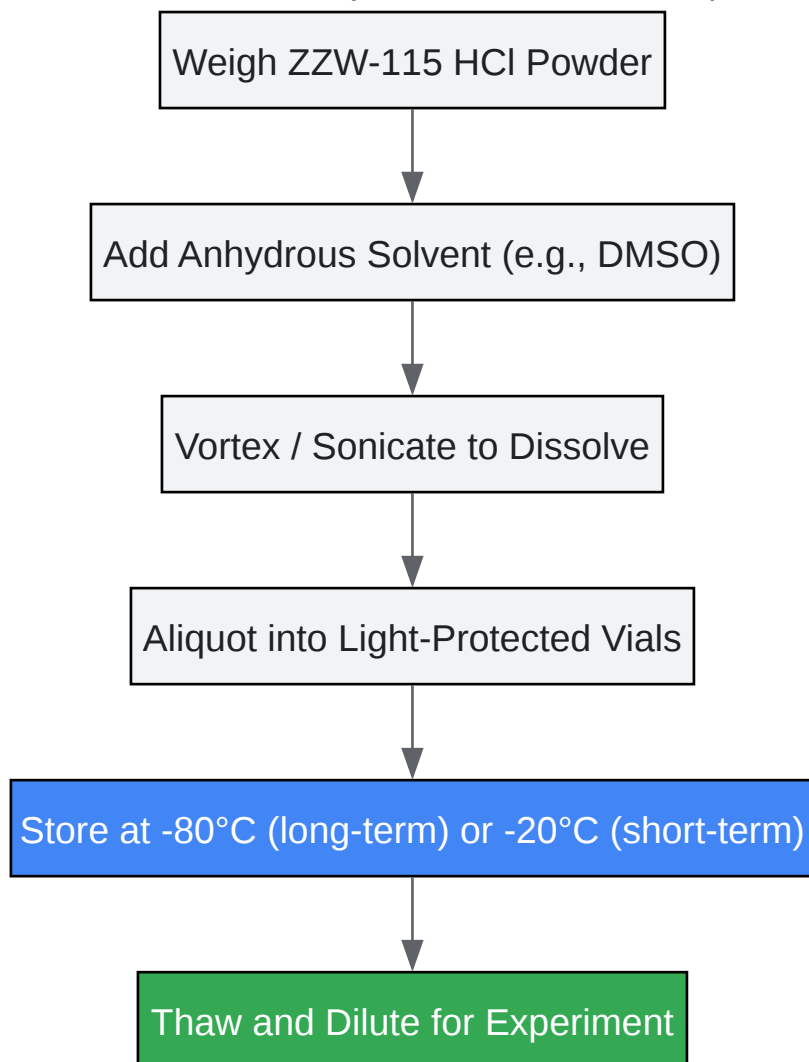 Weigh ZZW-115 HCl Powder
Add Anhydrous Solvent (e.g., DMSO)
Vortex / Sonicate to Dissolve
Aliquot into Light-Protected Vials
Store at -80°C (long-term) or -20°C (short-term)
Thaw and Dilute for Experiment